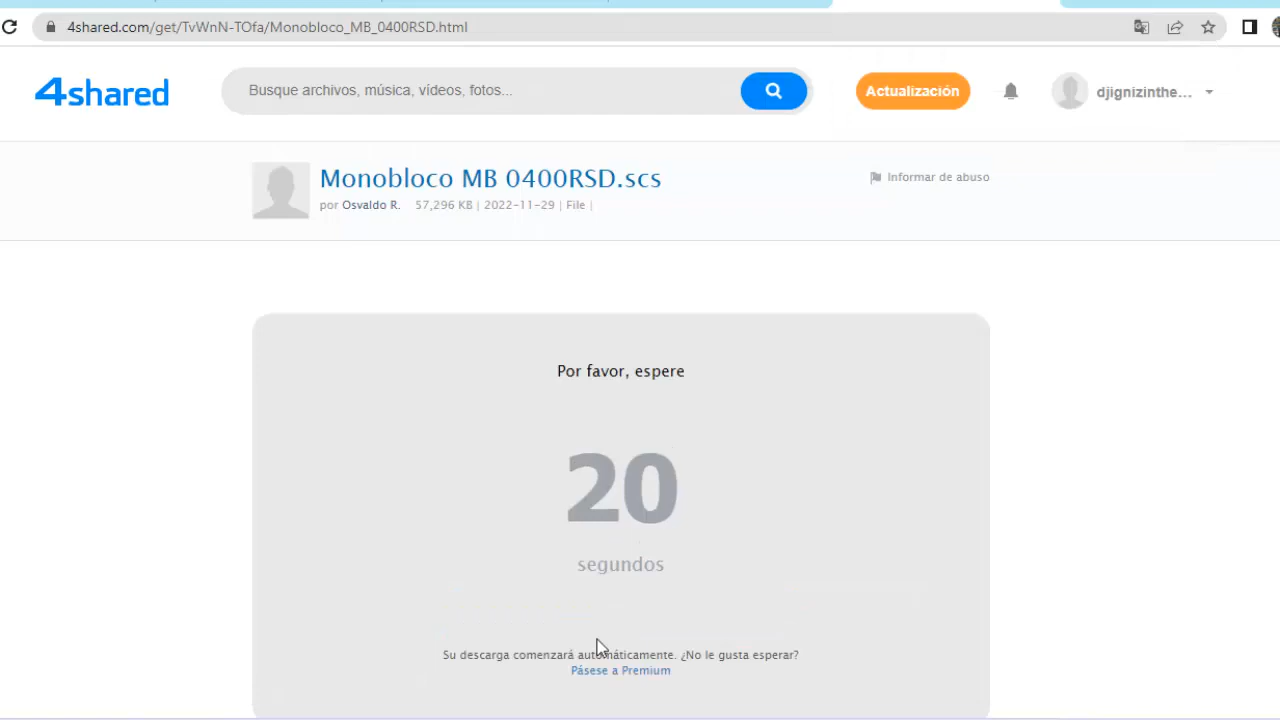 4shared.com/get/TvWnN-TOfa/Monobloco_MB_0400RSD.html
4shared
Busque archivos, música, vídeos, fotos...
Actualización
djignizinthe...
Monobloco MB 0400RSD.scs
Informar de abuso
por Osvaldo R. 57,296 KB | 2022-11-29 | File |
Por favor, espere
20
segundos
Su descarga comenzará automáticamente. ¿No le gusta esperar?
Pásese a Premium